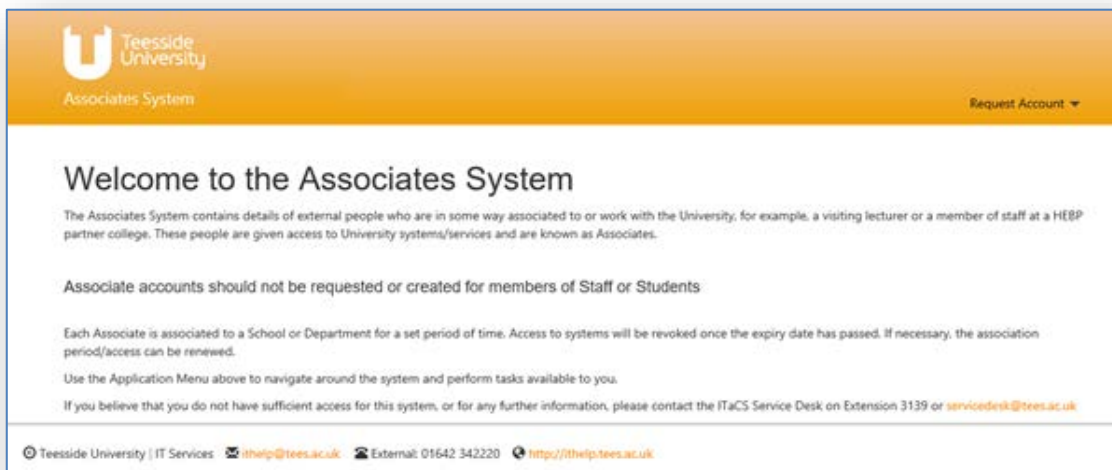 Teesside
University
Associates System
Request Account
Welcome to the Associates System
The Associates System contains details of external people who are in some way associated to or work with the University, for example, a visiting lecturer or a member of staff at a HEBP
partner college. These people are given access to University systems/services and are known as Associates.
Associate accounts should not be requested or created for members of Staff or Students
Each Associate is associated to a School or Department for a set period of time. Access to systems will be revoked once the expiry date has passed. If necessary, the association
period/access can be renewed.
Use the Application Menu above to navigate around the system and perform tasks available to you.
If you believe that you do not have sufficient access for this system, or for any further information, please contact the ITaCS Service Desk on Extension 3139 or servicedesk@tees.ac.uk
Teesside University | IT Services ithelp@tees.ac.uk External: 01642 342220 http://ithelp.tees.ac.uk